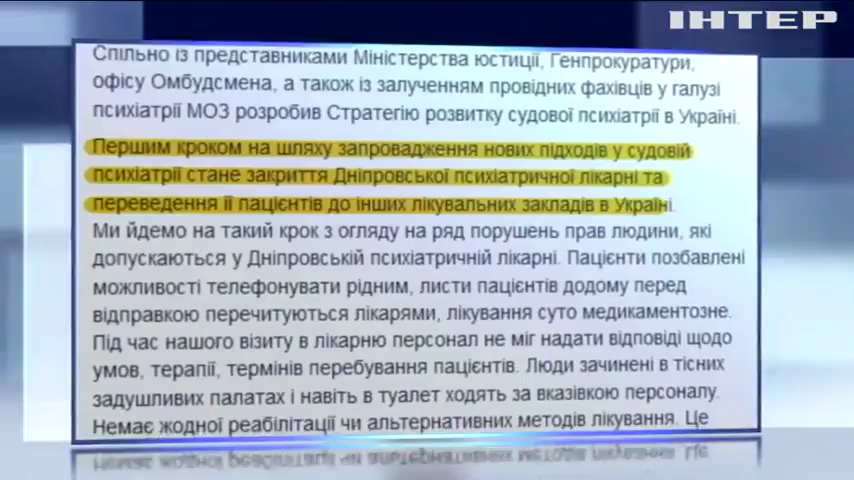 ІНТЕР
Спільно із представниками Міністерства юстиції, Генпрокуратури,
офісу Омбудсмена, а також із залученням провідних фахівців у галузі
психіатрії МОЗ розробив Стратегію розвитку судової психіатрії в Україні.
Першим кроком на шляху запровадження нових підходів у судовій
психіатрії стане закриття Дніпровської психіатричної лікарні та
переведення її пацієнтів до інших лікувальних закладів в Україні.
Ми йдемо на такий крок з огляду на ряд порушень прав людини, які
допускаються у Дніпровській психіатричній лікарні. Пацієнти позбавлені
можливості телефонувати рідним, листи пацієнтів додому перед
відправкою перечитуються лікарями, лікування суто медикаментозне.
Під час нашого візиту в лікарню персонал не міг надати відповіді щодо
умов, терапії, термінів перебування пацієнтів. Люди зачинені в тісних
задушливих палатах і навіть в туалет ходять за вказівкою персоналу.
Немає жодної реабілітації чи альтернативних методів лікування. Це